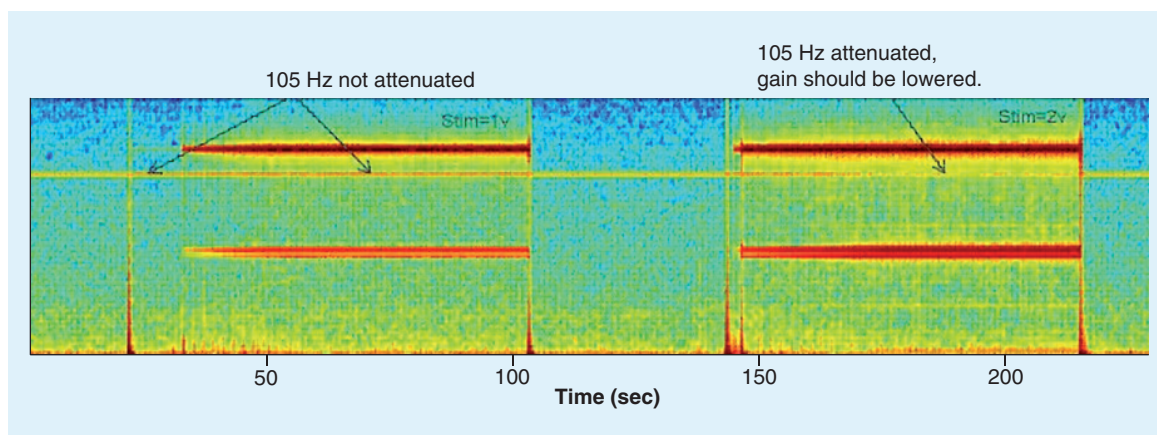 105 Hz not attenuated
105 Hz attenuated,
gain should be lowered.
Stim=1v
Stim=2v
50
100
150
200
Time (sec)